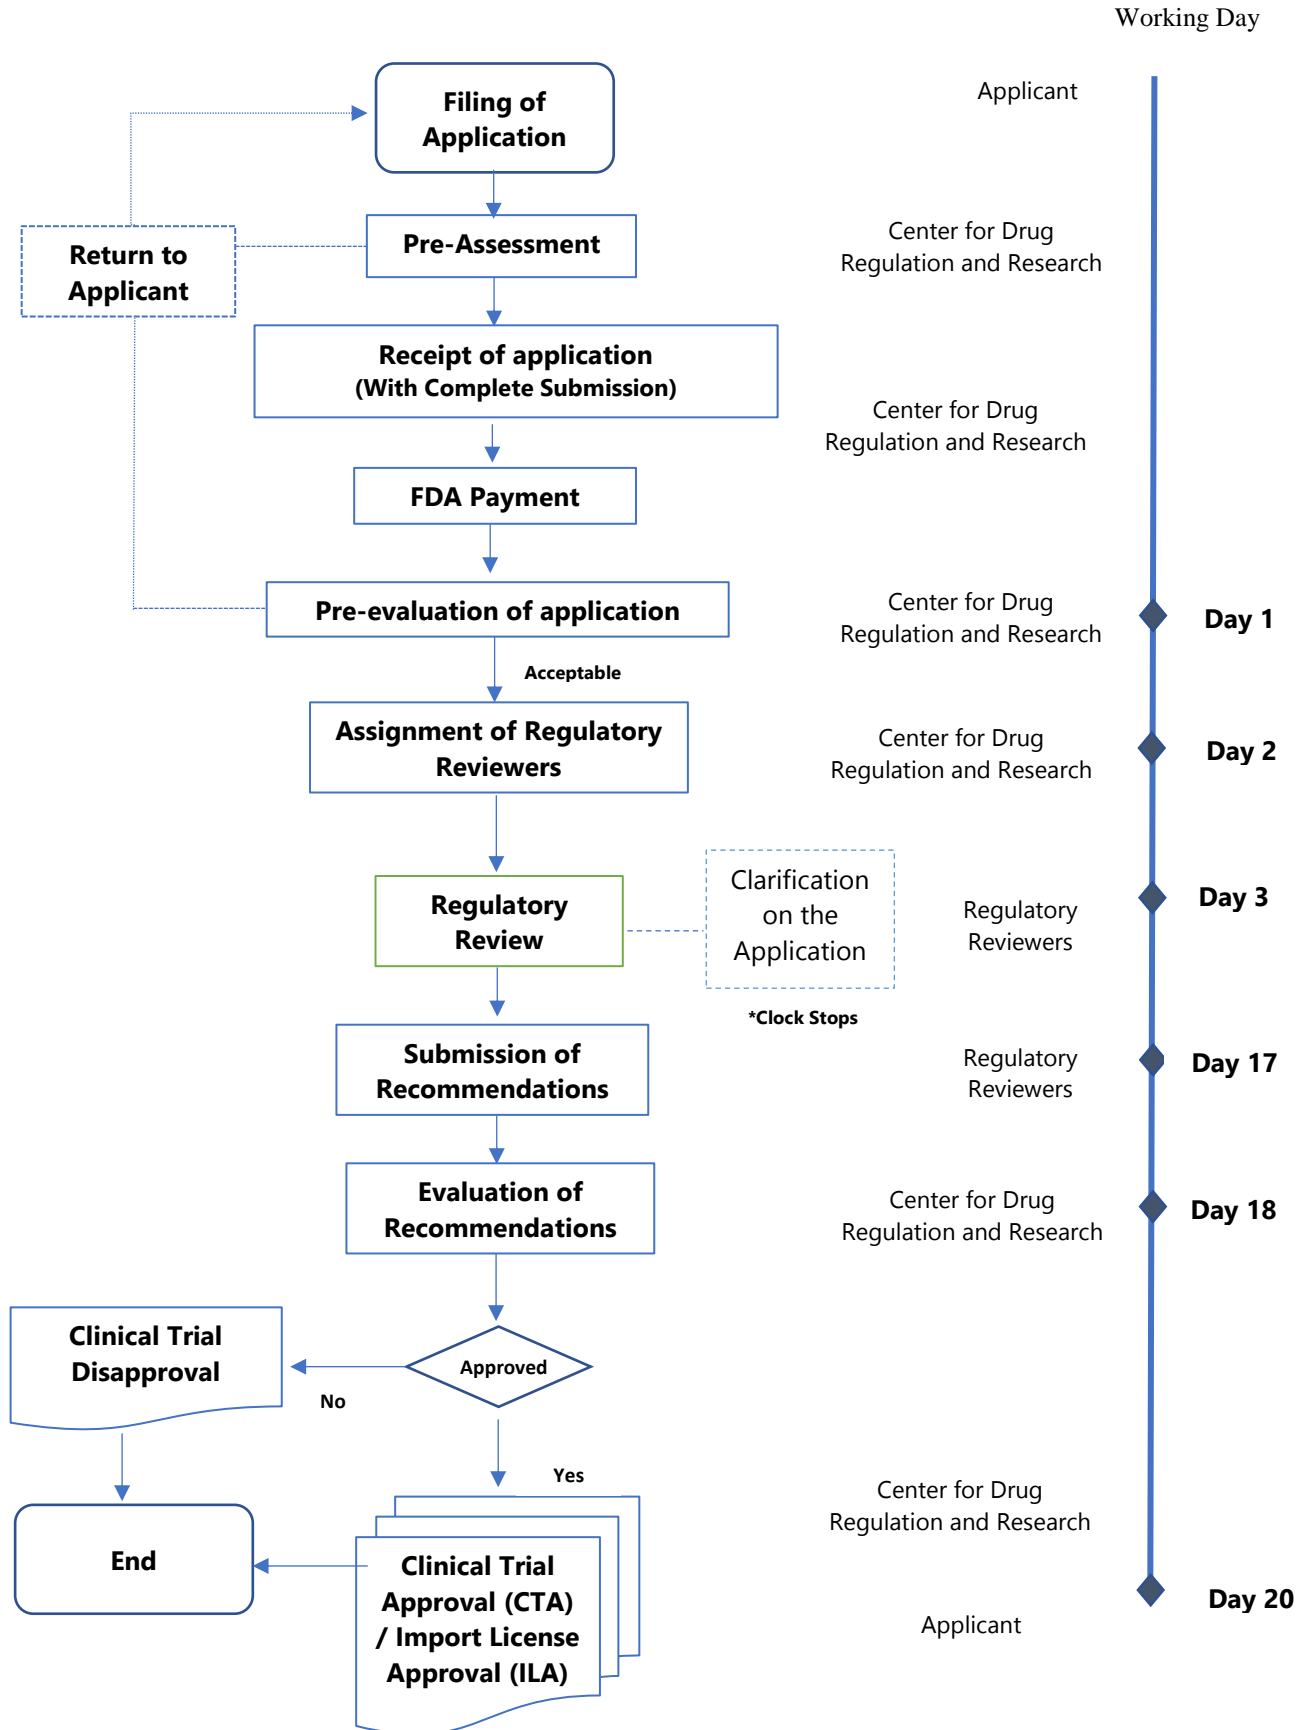 Working Day
Filing of
Application
Applicant
Return to
Applicant
Pre-Assessment
Center for Drug
Regulation and Research
Receipt of application
(With Complete Submission)
Center for Drug
Regulation and Research
FDA Payment
Pre-evaluation of application
Center for Drug
Regulation and Research
Day 1
Acceptable
Assignment of Regulatory
Reviewers
Center for Drug
Regulation and Research
Day 2
Regulatory
Review
Clarification
on the
Application
*Clock Stops
Regulatory
Reviewers
Day 3
Submission of
Recommendations
Regulatory
Reviewers
Day 17
Evaluation of
Recommendations
Center for Drug
Regulation and Research
Day 18
Clinical Trial
Disapproval
No
Approved
Yes
End
Clinical Trial
Approval (CTA)
/ Import License
Approval (ILA)
Center for Drug
Regulation and Research
Applicant
Day 20